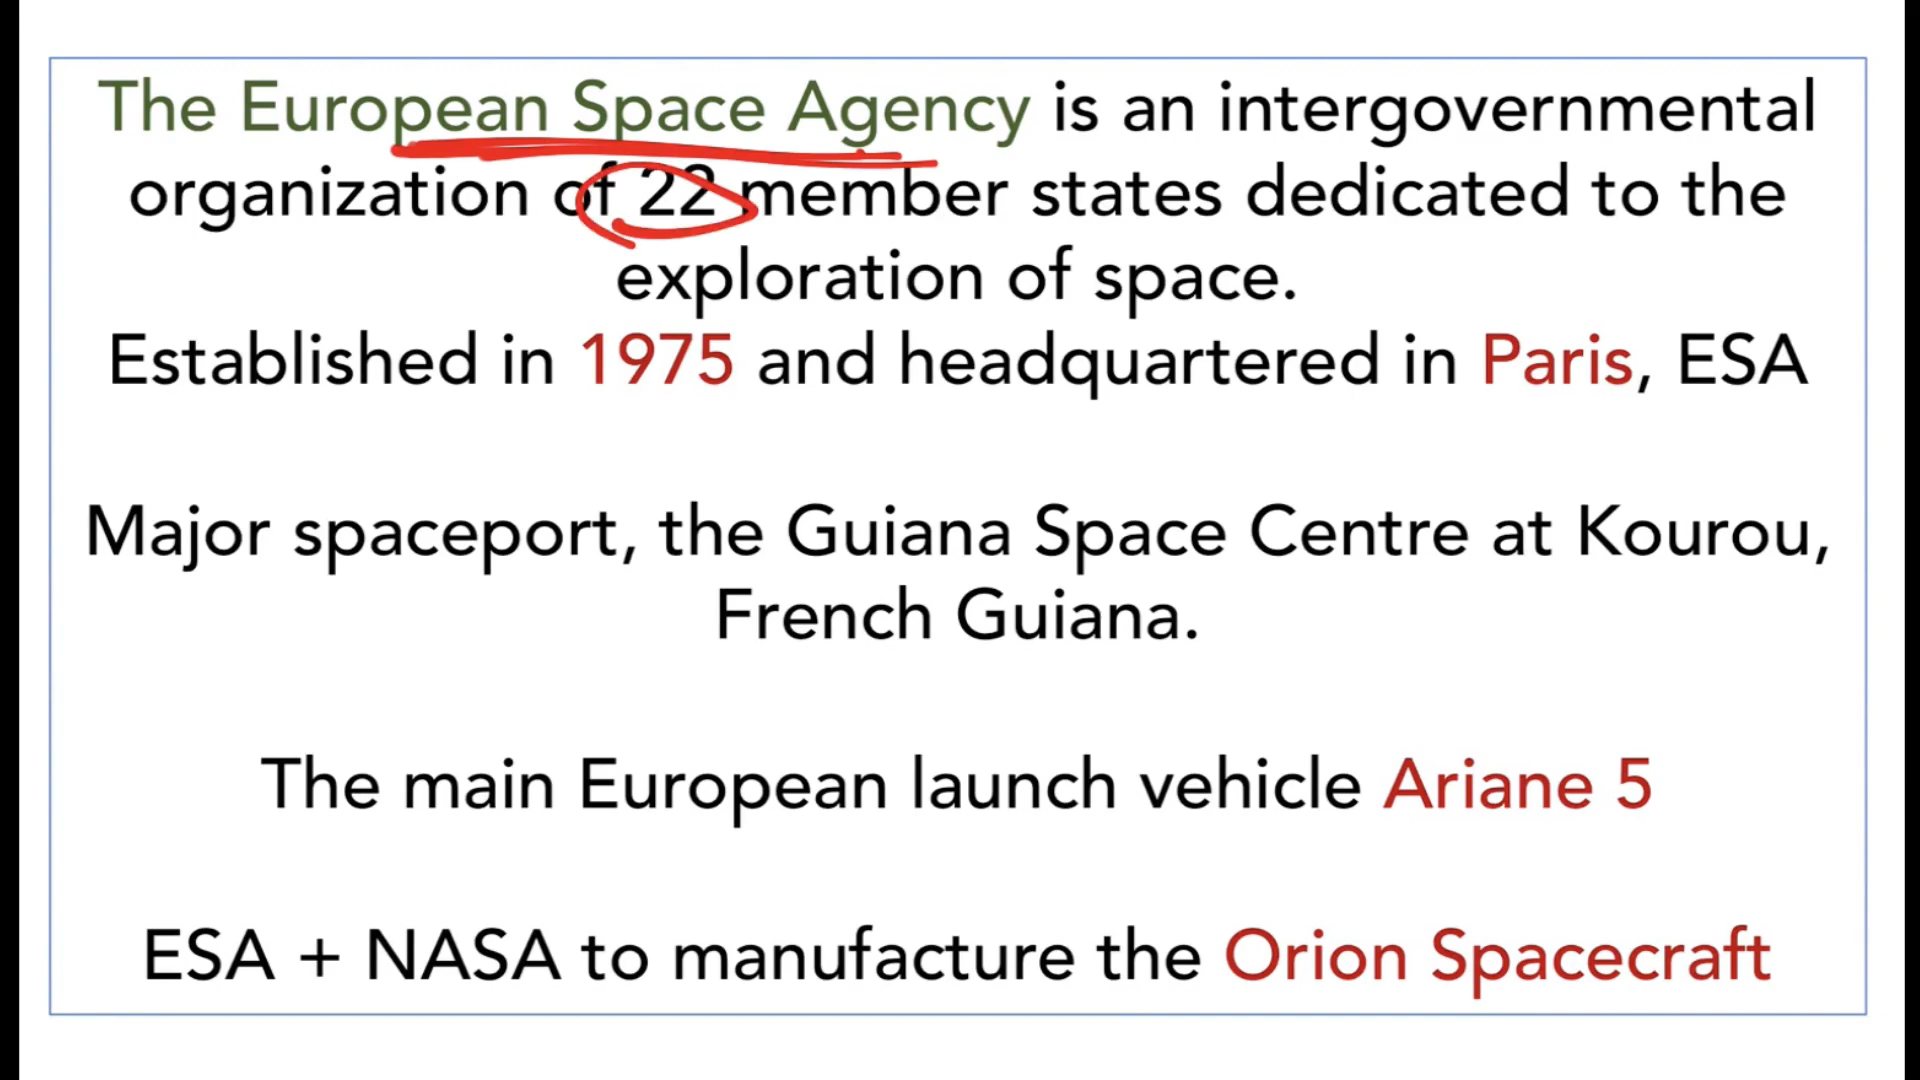 The European Space Agency is an intergovernmental
organization of 22 member states dedicated to the
exploration of space.
Established in 1975 and headquartered in Paris, ESA
Major spaceport, the Guiana Space Centre at Kourou,
French Guiana.
The main European launch vehicle Ariane 5
ESA + NASA to manufacture the Orion Spacecraft